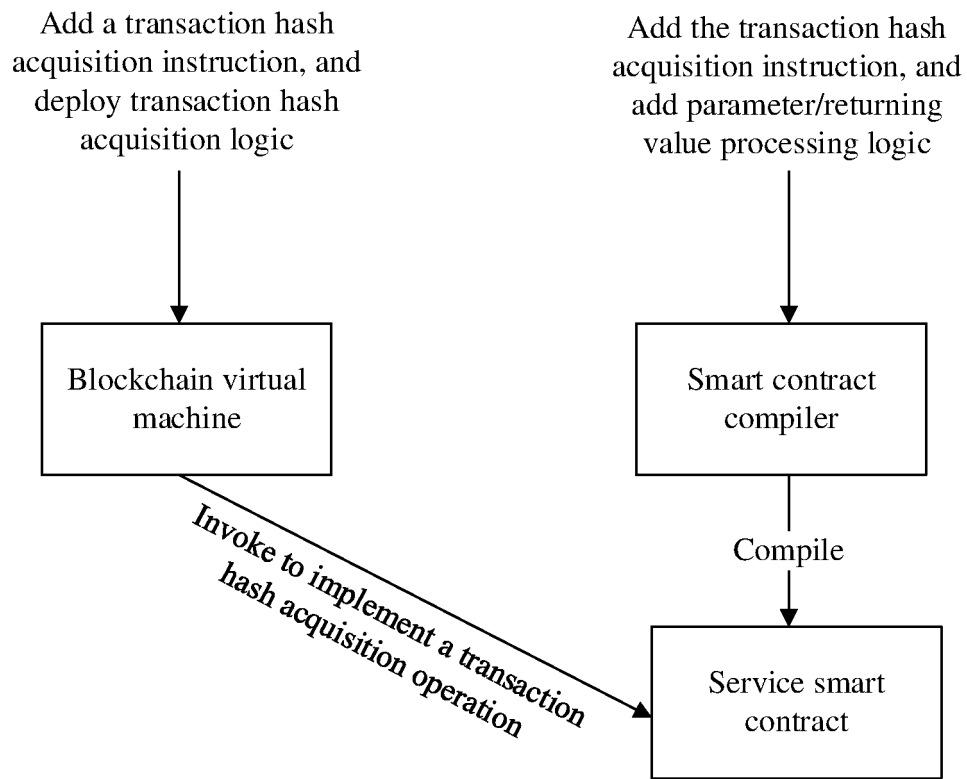 Add a transaction hash
acquisition instruction, and
deploy transaction hash
acquisition logic
Add the transaction hash
acquisition instruction, and
add parameter/returning
value processing logic
Blockchain virtual
machine
Smart contract
compiler
Invoke to implement a transaction
hash acquisition operation
Compile
Service smart
contract